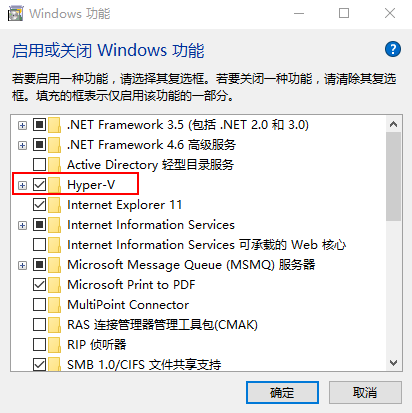 Windows 功能
启用或关闭 Windows 功能
若要启用一种功能，请选择其复选框。若要关闭一种功能，请清除其复选
框。填充的框表示仅启用该功能的一部分。
.NET Framework 3.5 (包括 .NET 2.0 和 3.0)
.NET Framework 4.6 高级服务
Active Directory 轻型目录服务
Hyper-V
Internet Explorer 11
Internet Information Services
Internet Information Services 可承载的 Web 核心
Microsoft Message Queue (MSMQ) 服务器
Microsoft Print to PDF
MultiPoint Connector
RAS 连接管理器管理工具包(CMAK)
RIP 侦听器
SMB 1.0/CIFS 文件共享支持
确定
取消